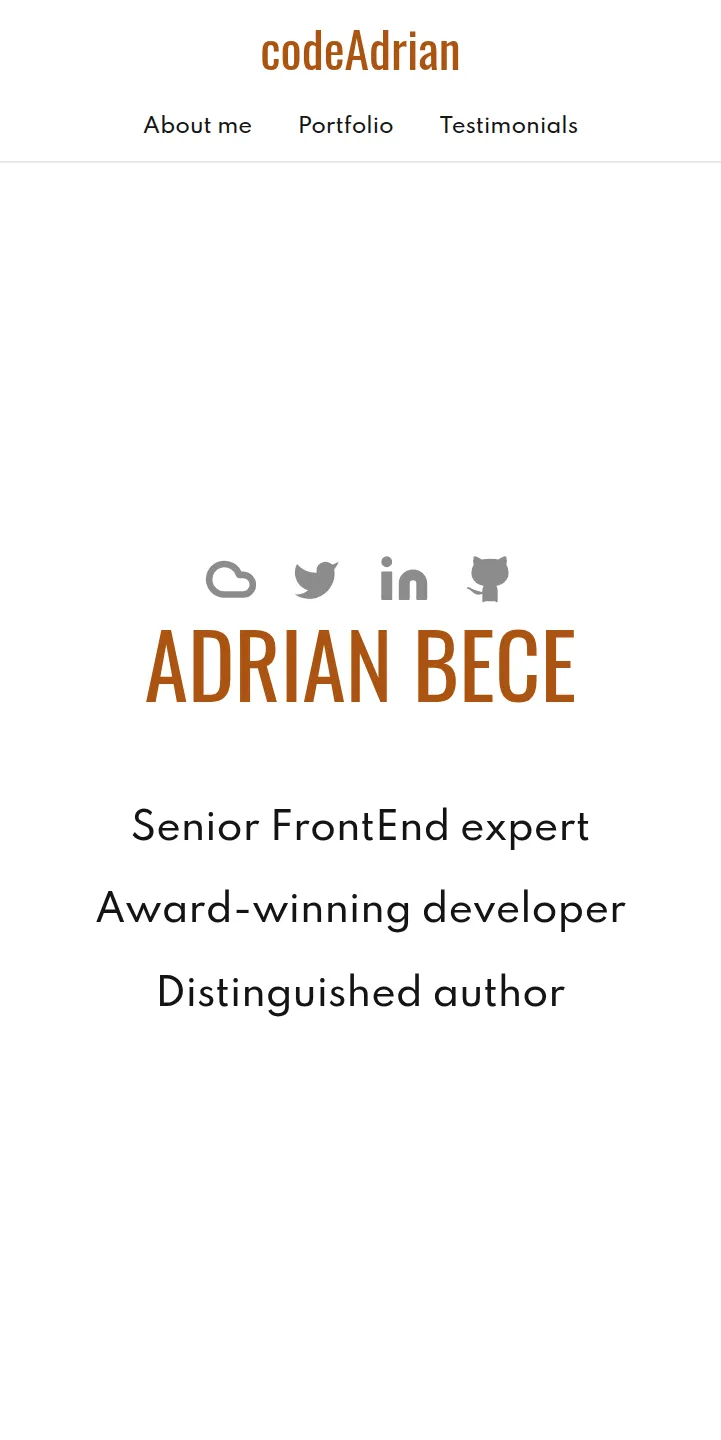 codeAdrian
About me Portfolio Testimonials
ADRIAN BECE
Senior FrontEnd expert
Award-winning developer
Distinguished author